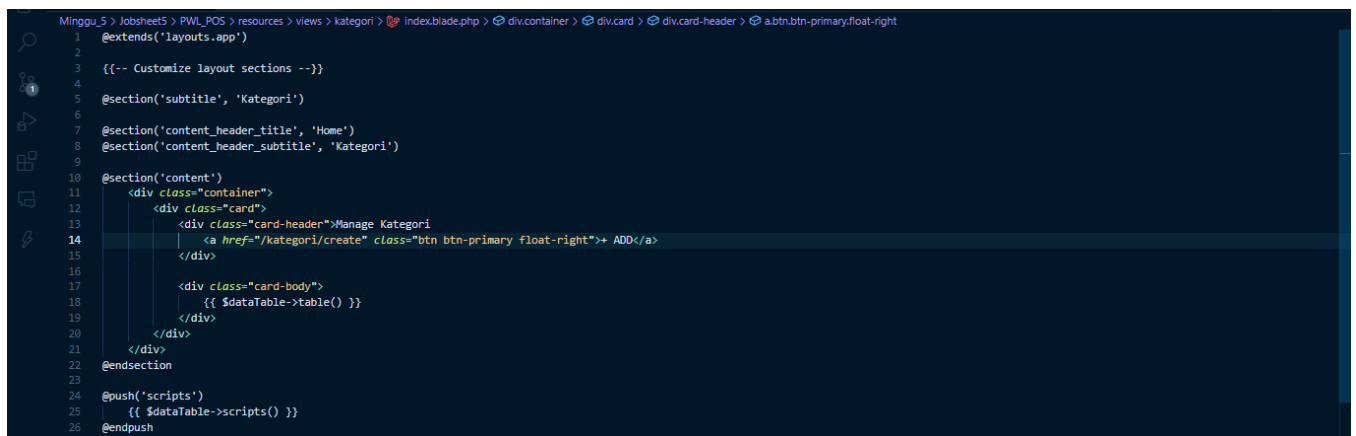 Minggu_5 > Jobsheet5 > PWL_POS > resources > views > kategori > index.blade.php > div.container > div.card > div.card-header > a.btn.btn-primary.float-right
1 @extends('layouts.app')
2
3 {{-- Customize layout sections --}}
4
5 @section('subtitle', 'Kategori')
6
7 @section('content_header_title', 'Home')
8 @section('content_header_subtitle', 'Kategori')
9
10 @section('content')
11 <div class="container">
12 <div class="card">
13 <div class="card-header">Manage Kategori
14 <a href="/kategori/create" class="btn btn-primary float-right">+ ADD</a>
15 </div>
16
17 <div class="card-body">
18 {{ $dataTable->table() }}
19 </div>
20 </div>
21 </div>
22 @endsection
23
24 @push('scripts')
25 {{ $dataTable->scripts() }}
26 @endpush
1